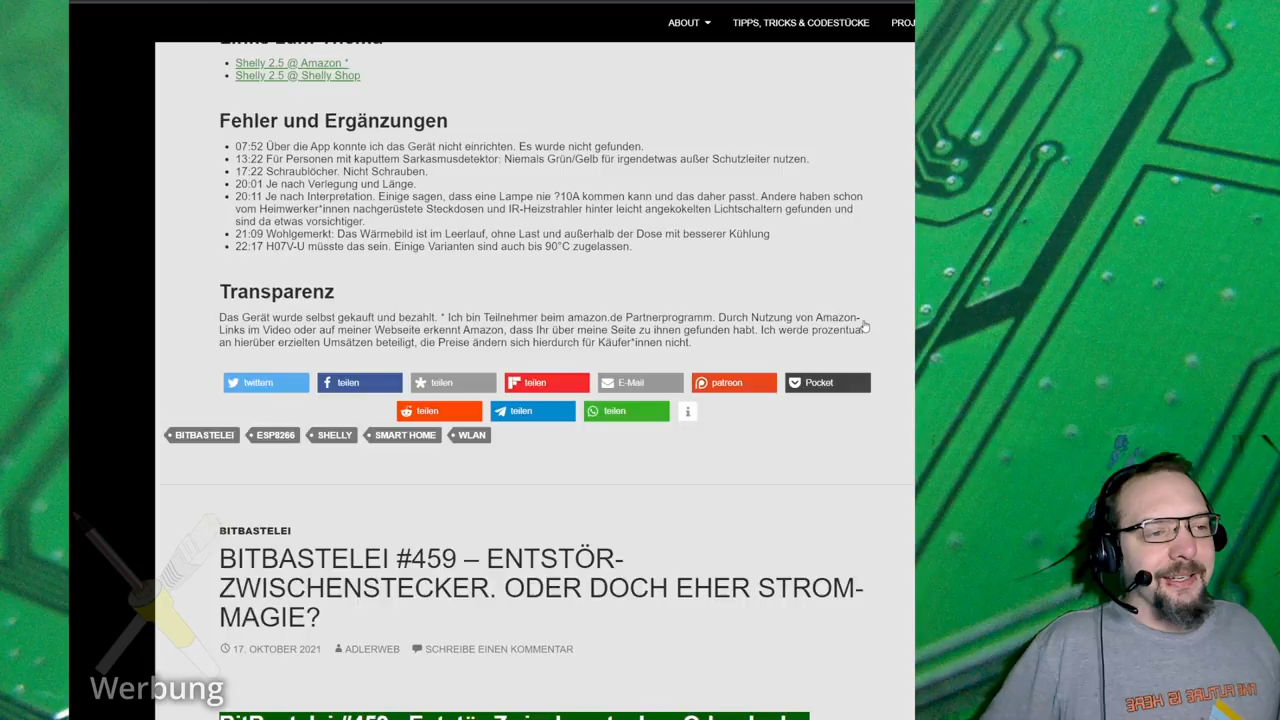 ABOUT
TIPPS, TRICKS & CODESTÜCKE
PROJ
Links zum Thema
Shelly 2.5 @ Amazon *
Shelly 2.5 @ Shelly Shop
Fehler und Ergänzungen
07:52 Über die App konnte ich das Gerät nicht einrichten. Es wurde nicht gefunden.
13:22 Für Personen mit kaputtem Sarkasmusdetektor: Niemals Grün/Gelb für irgendetwas außer Schutzleiter nutzen.
17:22 Schraublöcher. Nicht Schrauben.
20:01 Je nach Verlegung und Länge.
20:11 Je nach Interpretation. Einige sagen, dass eine Lampe nie ?10A kommen kann und das daher passt. Andere haben schon
vom Heimwerker*innen nachgerüstete Steckdosen und IR-Heizstrahler hinter leicht angekokelten Lichtschaltern gefunden und
sind da etwas vorsichtiger.
21:09 Wohlgemerkt: Das Wärmebild ist im Leerlauf, ohne Last und außerhalb der Dose mit besserer Kühlung
22:17 H07V-U müsste das sein. Einige Varianten sind auch bis 90°C zugelassen.
Transparenz
Das Gerät wurde selbst gekauft und bezahlt. * Ich bin Teilnehmer beim amazon.de Partnerprogramm. Durch Nutzung von Amazon-
Links im Video oder auf meiner Webseite erkennt Amazon, dass Ihr über meine Seite zu ihnen gefunden habt. Ich werde prozentual
an hierüber erzielten Umsätzen beteiligt, die Preise ändern sich hierdurch für Käufer*innen nicht.
twittern
teilen
teilen
teilen
E-Mail
patreon
Pocket
teilen
teilen
teilen
BITBASTELEI
ESP8266
SHELLY
SMART HOME
WLAN
BITBASTELEI
BITBASTELEI #459 – ENTSTÖR-
ZWISCHENSTECKER. ODER DOCH EHER STROM-
MAGIE?
17. OKTOBER 2021
ADLERWEB
SCHREIBE EINEN KOMMENTAR
Werbung
THE FUTURE IS HERE